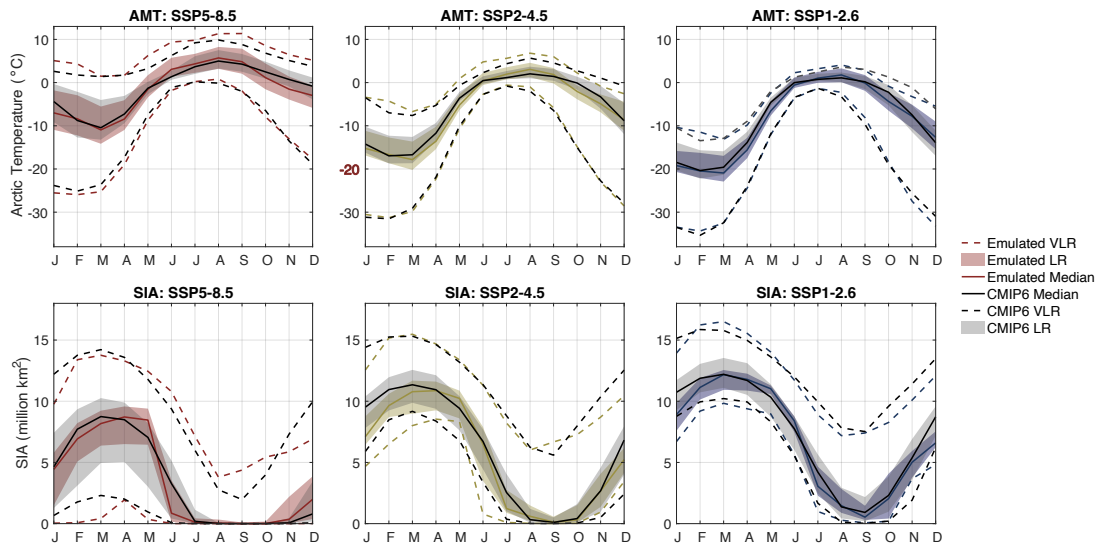 AMT: SSP5-8.5
AMT: SSP2-4.5
AMT: SSP1-2.6
Arctic Temperature (°C)
10
0
-10
-20
-30
J F M A M J J A S O N D
10
0
-10
-20
-30
J F M A M J J A S O N D
10
0
-10
-20
-30
J F M A M J J A S O N D
Emulated VLR
Emulated LR
Emulated Median
CMIP6 Median
CMIP6 VLR
CMIP6 LR
SIA: SSP5-8.5
SIA: SSP2-4.5
SIA: SSP1-2.6
SIA (million km²)
15
10
5
0
J F M A M J J A S O N D
15
10
5
0
J F M A M J J A S O N D
15
10
5
0
J F M A M J J A S O N D